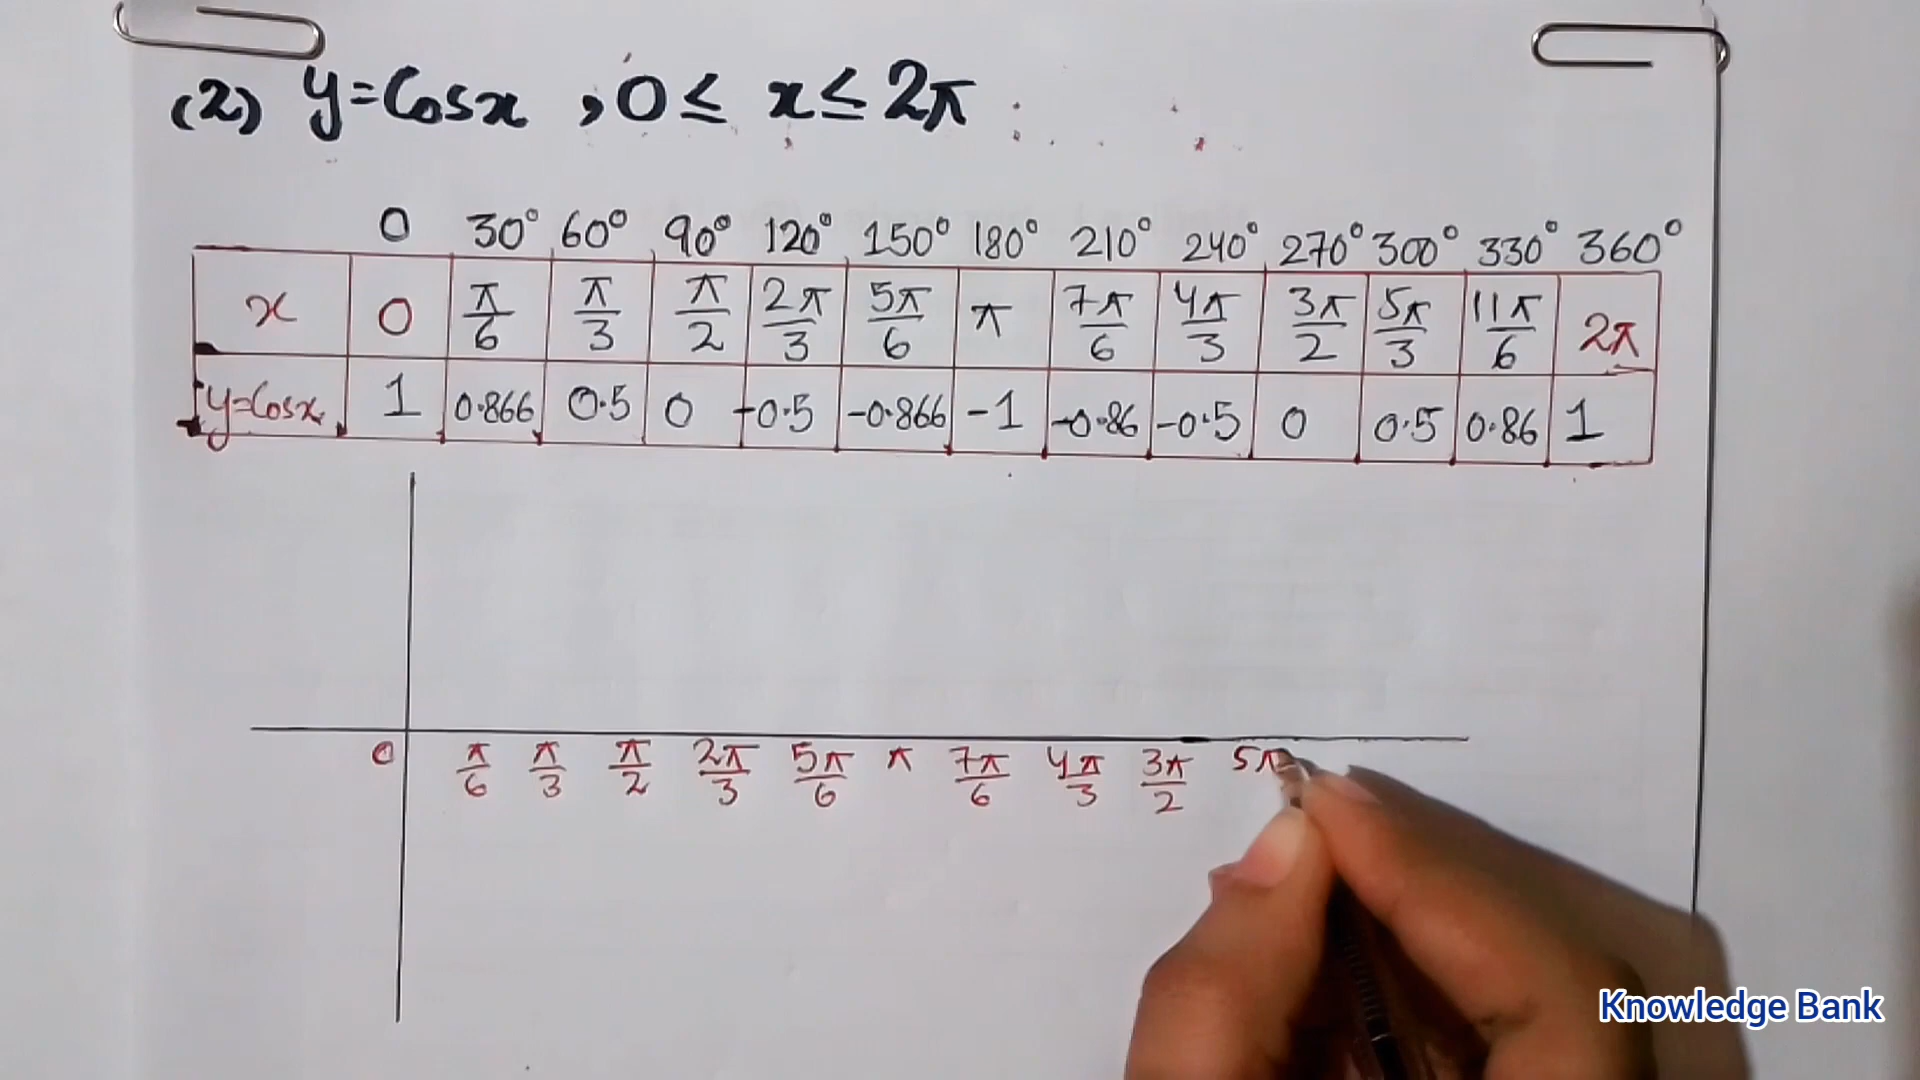 (2) y=Cosx , 0 ≤ x ≤ 2π
0 30° 60° 90° 120° 150° 180° 210° 240° 270° 300° 330° 360°
x 0 π/6 π/3 π/2 2π/3 5π/6 π 7π/6 4π/3 3π/2 5π/3 11π/6 2π
y=Cosx 1 0.866 0.5 0 -0.5 -0.866 -1 -0.86 -0.5 0 0.5 0.86 1
0 π/6 π/3 π/2 2π/3 5π/6 π 7π/6 4π/3 3π/2 5π
Knowledge Bank